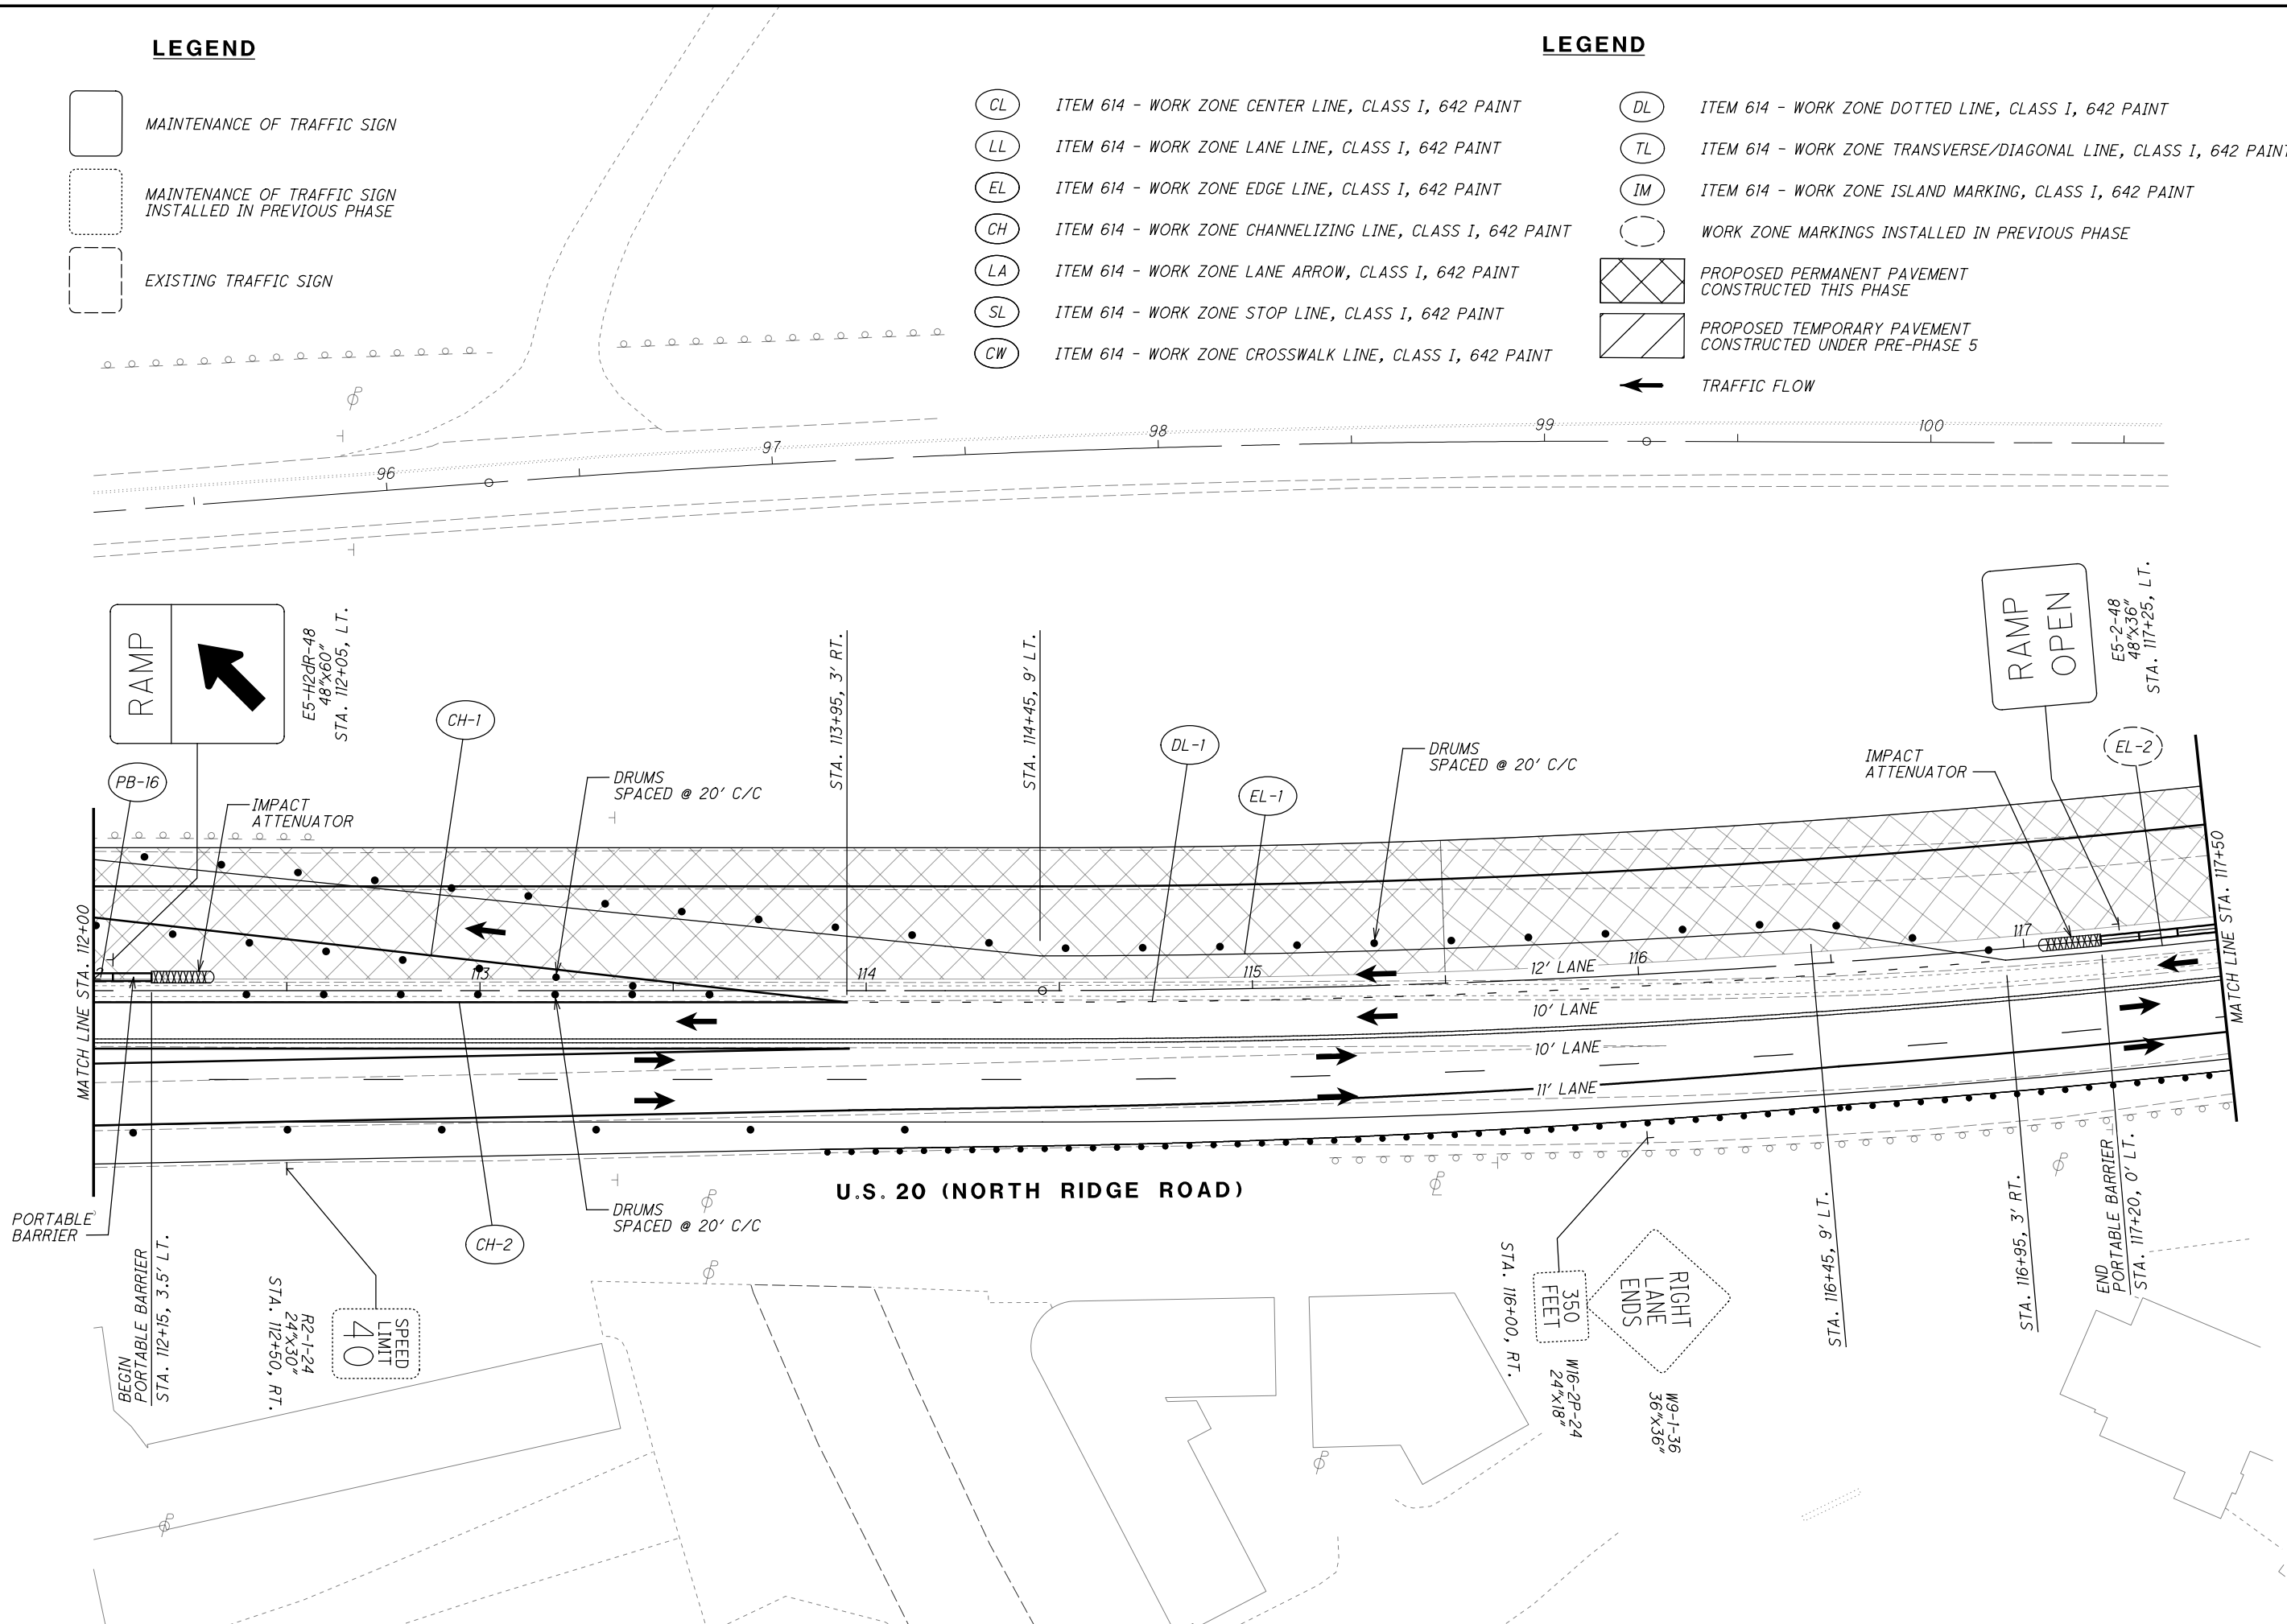 LEGEND
MAINTENANCE OF TRAFFIC SIGN
MAINTENANCE OF TRAFFIC SIGN
INSTALLED IN PREVIOUS PHASE
EXISTING TRAFFIC SIGN
LEGEND
CL ITEM 614 - WORK ZONE CENTER LINE, CLASS I, 642 PAINT
LL ITEM 614 - WORK ZONE LANE LINE, CLASS I, 642 PAINT
EL ITEM 614 - WORK ZONE EDGE LINE, CLASS I, 642 PAINT
CH ITEM 614 - WORK ZONE CHANNELIZING LINE, CLASS I, 642 PAINT
LA ITEM 614 - WORK ZONE LANE ARROW, CLASS I, 642 PAINT
SL ITEM 614 - WORK ZONE STOP LINE, CLASS I, 642 PAINT
CW ITEM 614 - WORK ZONE CROSSWALK LINE, CLASS I, 642 PAINT
DL ITEM 614 - WORK ZONE DOTTED LINE, CLASS I, 642 PAINT
TL ITEM 614 - WORK ZONE TRANSVERSE/DIAGONAL LINE, CLASS I, 642 PAINT
IM ITEM 614 - WORK ZONE ISLAND MARKING, CLASS I, 642 PAINT
WORK ZONE MARKINGS INSTALLED IN PREVIOUS PHASE
PROPOSED PERMANENT PAVEMENT
CONSTRUCTED THIS PHASE
PROPOSED TEMPORARY PAVEMENT
CONSTRUCTED UNDER PRE-PHASE 5
TRAFFIC FLOW
96
97
98
99
100
RAMP
E5-H2dR-48
48"x60"
STA. 112+05, LT.
PB-16
IMPACT
ATTENUATOR
CH-1
DRUMS
SPACED @ 20' C/C
STA. 113+95, 3' RT.
STA. 114+45, 9' LT.
DL-1
EL-1
DRUMS
SPACED @ 20' C/C
IMPACT
ATTENUATOR
RAMP
OPEN
E5-2-48
48"x36"
STA. 117+25, LT.
EL-2
MATCH LINE STA. 112+00
MATCH LINE STA. 117+50
113
114
115
116
117
12' LANE
10' LANE
10' LANE
11' LANE
U.S. 20 (NORTH RIDGE ROAD)
PORTABLE
BARRIER
BEGIN
PORTABLE BARRIER
STA. 112+15, 3.5' LT.
SPEED
LIMIT
40
R2-1-24
24"x30"
STA. 112+50, RT.
CH-2
DRUMS
SPACED @ 20' C/C
RIGHT
LANE
ENDS
350
FEET
STA. 116+00, RT.
W16-2P-24
24"x18"
W9-1-36
36"x36"
STA. 116+45, 9' LT.
STA. 116+95, 3' RT.
END
PORTABLE BARRIER
STA. 117+20, 0' LT.